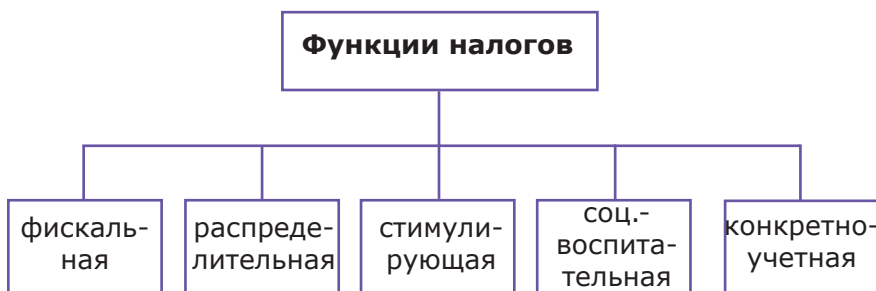 Функции налогов
фискаль-
ная
распреде-
лительная
стимули-
рующая
соц.-
воспита-
тельная
конкретно-
учетная